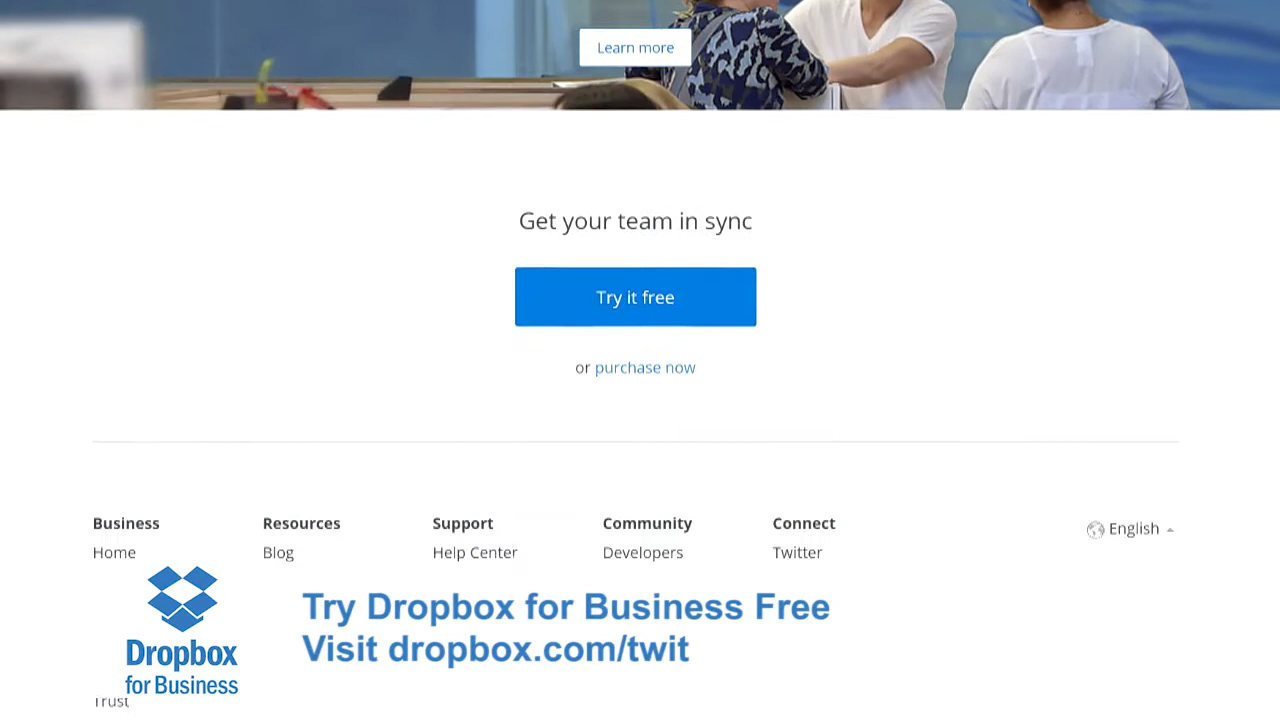 Learn more
Get your team in sync
Try it free
or purchase now
Business Resources Support Community Connect
English
Home Blog Help Center Developers Twitter
Try Dropbox for Business Free
Visit dropbox.com/twit
Dropbox
for Business
Trust